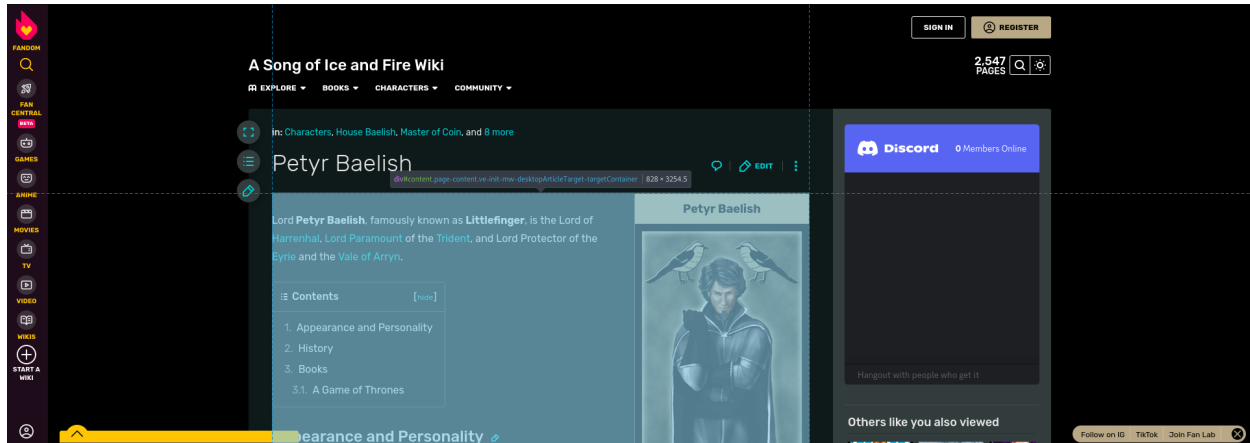 FANDOM
FAN
CENTRAL
BETA
GAMES
ANIME
MOVIES
TV
VIDEO
WIKIS
START A
WIKI
SIGN IN
REGISTER
A Song of Ice and Fire Wiki
2,547
PAGES
EXPLORE BOOKS CHARACTERS COMMUNITY
in: Characters, House Baelish, Master of Coin, and 8 more
Petyr Baelish
EDIT
div#content.page-content.ve-init-mw-desktopArticleTarget-targetContainer 828 × 3254.5
Lord Petyr Baelish, famously known as Littlefinger, is the Lord of
Harrenhal, Lord Paramount of the Trident, and Lord Protector of the
Eyrie and the Vale of Arryn.
Contents [hide]
1. Appearance and Personality
2. History
3. Books
3.1. A Game of Thrones
pearance and Personality
Petyr Baelish
Discord 0 Members Online
Hangout with people who get it
Others like you also viewed
Follow on IG TikTok Join Fan Lab